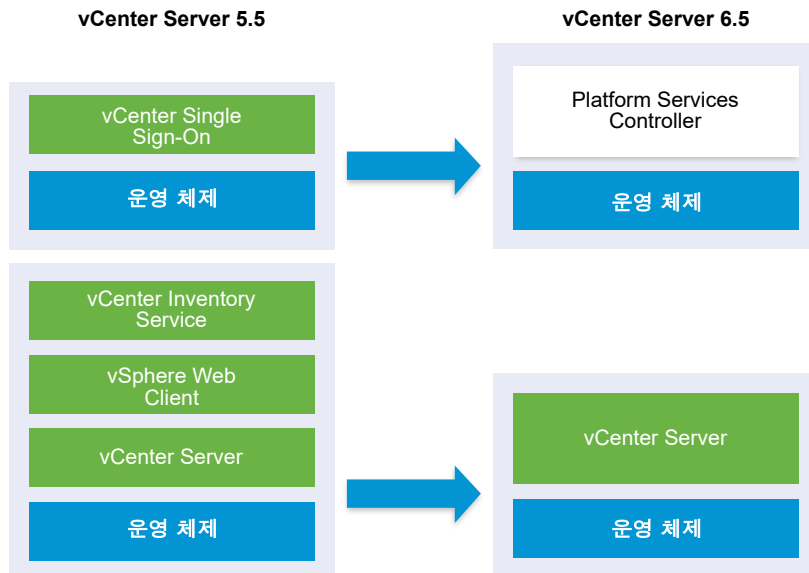 vCenter Server 5.5
vCenter Single
Sign-On
운영 체제
vCenter Inventory
Service
vSphere Web
Client
vCenter Server
운영 체제
vCenter Server 6.5
Platform Services
Controller
운영 체제
vCenter Server
운영 체제